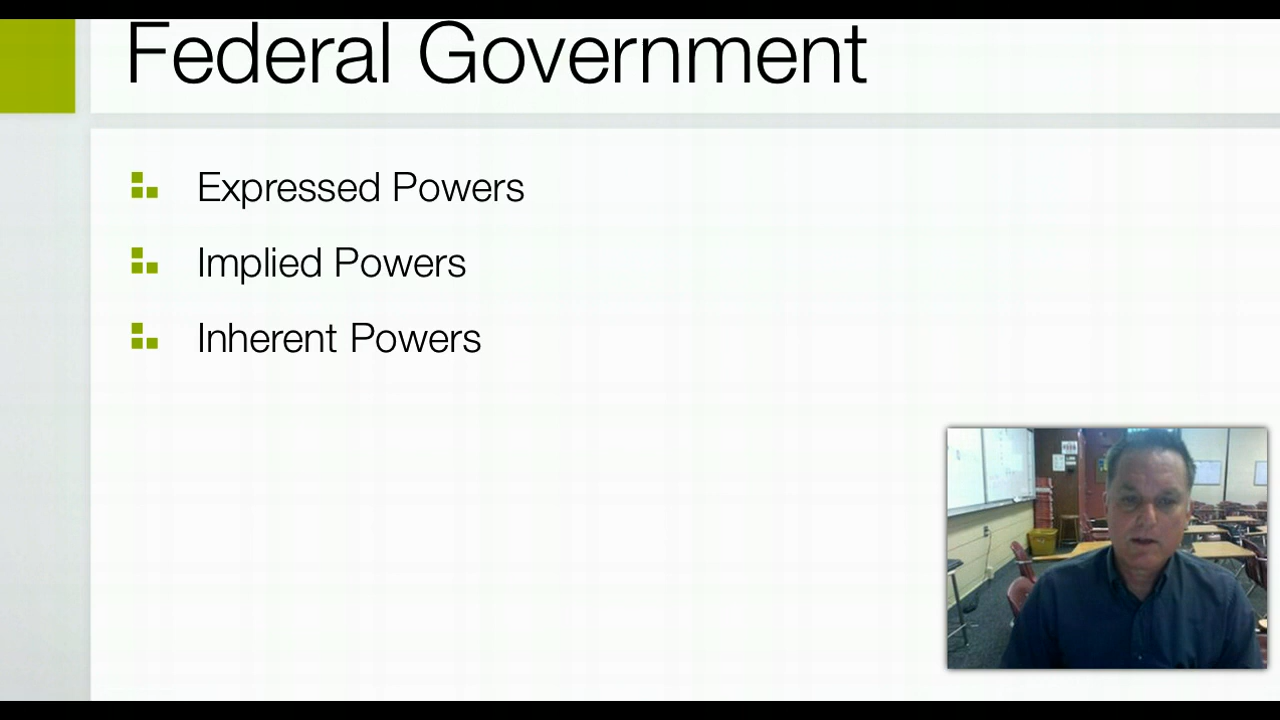 Federal Government
Expressed Powers
Implied Powers
Inherent Powers